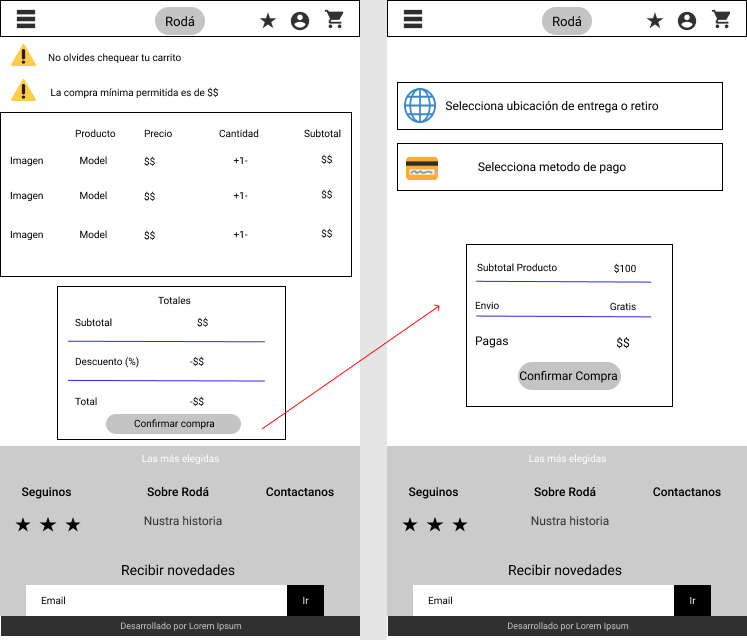 Rodá
No olvides chequear tu carrito
La compra mínima permitida es de $$
Producto Precio Cantidad Subtotal
Imagen Model $$ +1- $$
Imagen Model $$ +1- $$
Imagen Model $$ +1- $$
Totales
Subtotal $$
Descuento (%) -$$
Total -$$
Confirmar compra
Las más elegidas
Seguinos Sobre Rodá Contactanos
Nustra historia
Recibir novedades
Email Ir
Desarrollado por Lorem Ipsum
Rodá
Selecciona ubicación de entrega o retiro
Selecciona metodo de pago
Subtotal Producto $100
Envio Gratis
Pagas $$
Confirmar Compra
Las más elegidas
Seguinos Sobre Rodá Contactanos
Nustra historia
Recibir novedades
Email Ir
Desarrollado por Lorem Ipsum